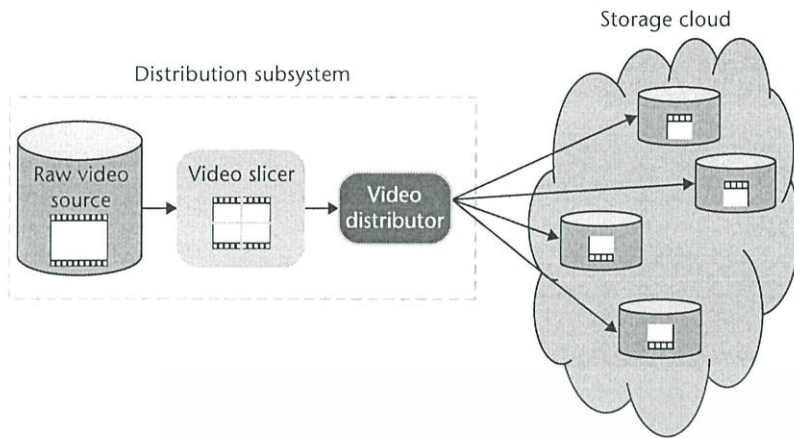 Storage cloud
Distribution subsystem
Raw video
source
Video slicer
Video
distributor